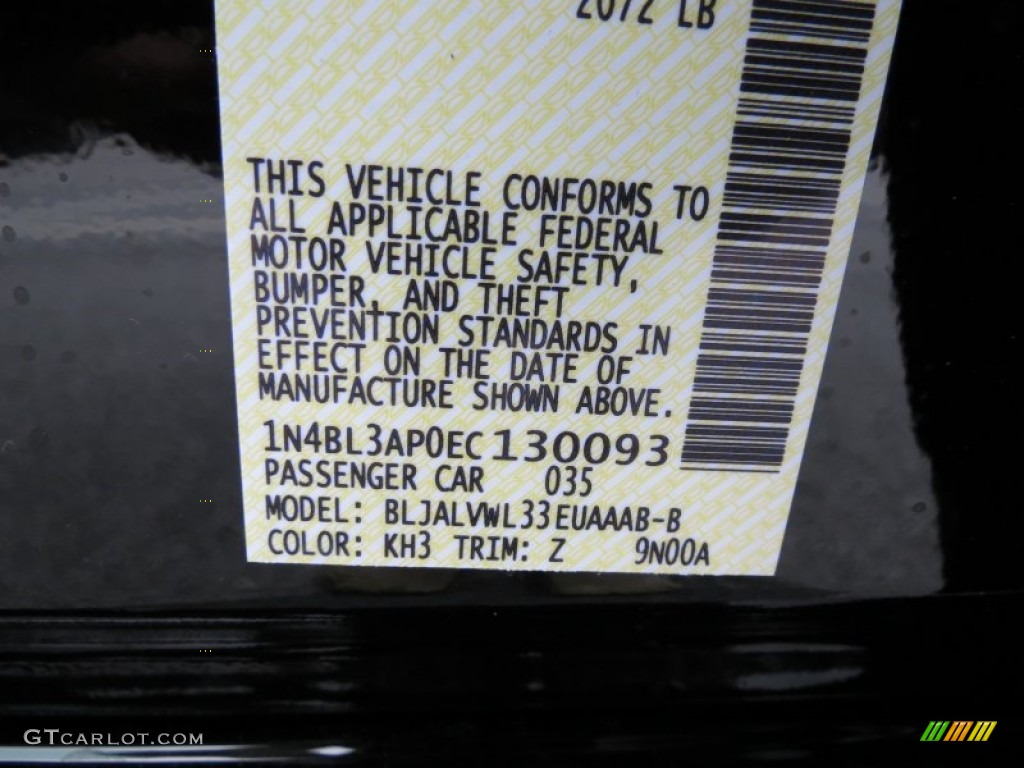 2072 LB
THIS VEHICLE CONFORMS TO
ALL APPLICABLE FEDERAL
MOTOR VEHICLE SAFETY,
BUMPER, AND THEFT
PREVENTION STANDARDS IN
EFFECT ON THE DATE OF
MANUFACTURE SHOWN ABOVE.
1N4BL3AP0EC130093
PASSENGER CAR 035
MODEL: BLJALVWL33EUAAAB-B
COLOR: KH3 TRIM: Z 9N00A
GTCARLOT.COM